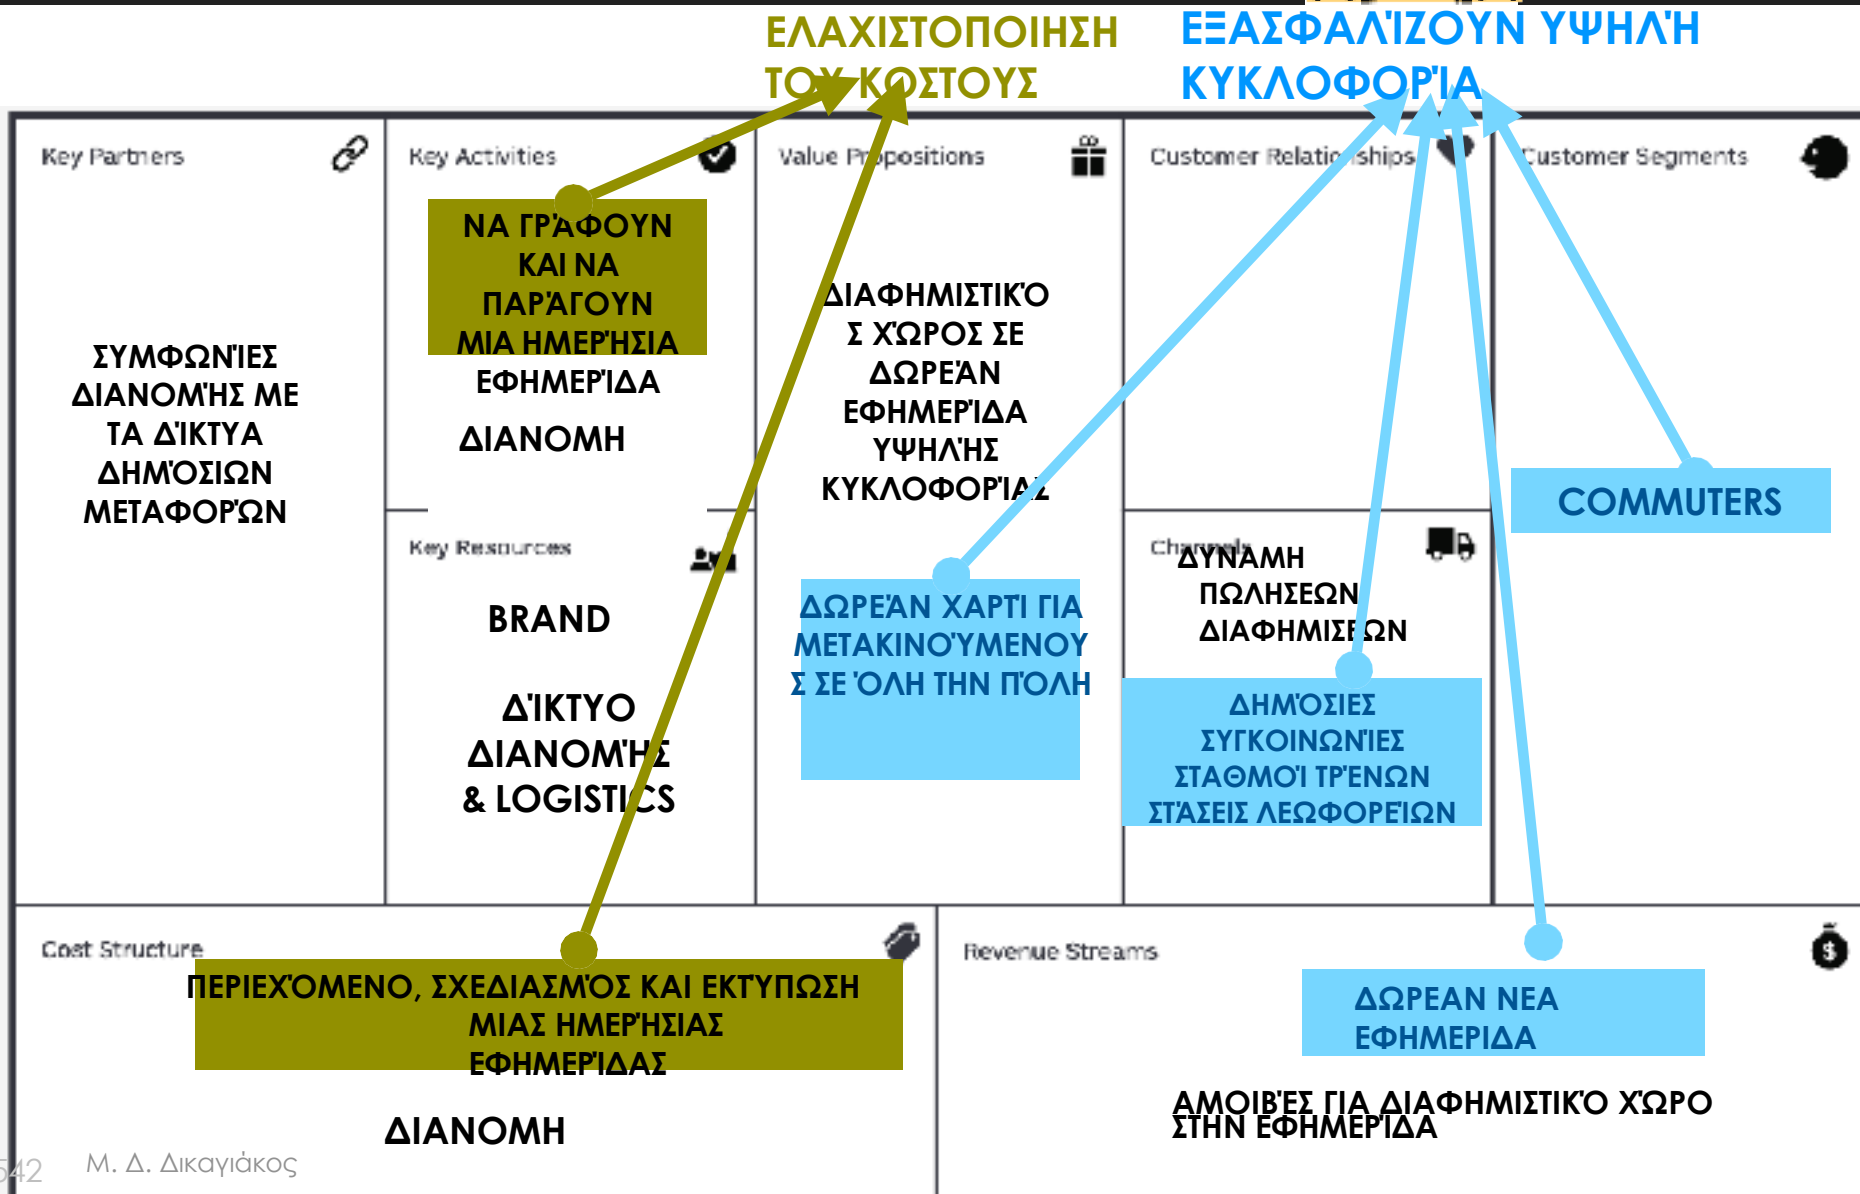 ΕΛΑΧΙΣΤΟΠΟΙΗΣΗ
ΤΟΥ ΚΟΣΤΟΥΣ
ΕΞΑΣΦΑΛΊΖΟΥΝ ΥΨΗΛΉ
ΚΥΚΛΟΦΟΡΊΑ
Key Partners
ΣΥΜΦΩΝΊΕΣ
ΔΙΑΝΟΜΉΣ ΜΕ
ΤΑ ΔΊΚΤΥΑ
ΔΗΜΌΣΙΩΝ
ΜΕΤΑΦΟΡΏΝ
Key Activities
ΝΑ ΓΡΆΦΟΥΝ
ΚΑΙ ΝΑ
ΠΑΡΆΓΟΥΝ
ΜΙΑ ΗΜΕΡΉΣΙΑ
ΕΦΗΜΕΡΊΔΑ
ΔΙΑΝΟΜΗ
Key Resources
BRAND
ΔΊΚΤΥΟ
ΔΙΑΝΟΜΉΣ
& LOGISTICS
Value Propositions
ΔΙΑΦΗΜΙΣΤΙΚΌ
Σ ΧΏΡΟΣ ΣΕ
ΔΩΡΕΆΝ
ΕΦΗΜΕΡΊΔΑ
ΥΨΗΛΉΣ
ΚΥΚΛΟΦΟΡΊΑΣ
ΔΩΡΕΆΝ ΧΑΡΤΊ ΓΙΑ
ΜΕΤΑΚΙΝΟΎΜΕΝΟΥ
Σ ΣΕ ΌΛΗ ΤΗΝ ΠΌΛΗ
Customer Relationships
Channels
ΔΥΝΑΜΗ
ΠΩΛΗΣΕΩΝ
ΔΙΑΦΗΜΙΣΕΩΝ
ΔΗΜΌΣΙΕΣ
ΣΥΓΚΟΙΝΩΝΊΕΣ
ΣΤΑΘΜΟΊ ΤΡΈΝΩΝ
ΣΤΆΣΕΙΣ ΛΕΩΦΟΡΕΊΩΝ
Customer Segments
COMMUTERS
Cost Structure
ΠΕΡΙΕΧΌΜΕΝΟ, ΣΧΕΔΙΑΣΜΌΣ ΚΑΙ ΕΚΤΎΠΩΣΗ
ΜΙΑΣ ΗΜΕΡΉΣΙΑΣ
ΕΦΗΜΕΡΊΔΑΣ
ΔΙΑΝΟΜΗ
Revenue Streams
ΔΩΡΕΑΝ ΝΕΑ
ΕΦΗΜΕΡΙΔΑ
ΑΜΟΙΒΈΣ ΓΙΑ ΔΙΑΦΗΜΙΣΤΙΚΌ ΧΏΡΟ
ΣΤΗΝ ΕΦΗΜΕΡΊΔΑ
542 Μ. Δ. Δικαγιάκος